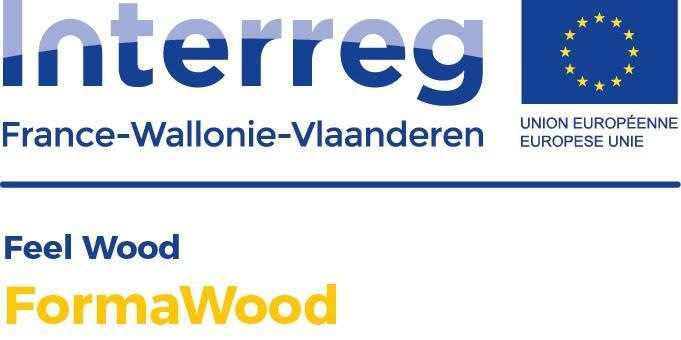 Interreg
France-Wallonie-Vlaanderen
UNION EUROPÉENNE
EUROPESE UNIE
Feel Wood
FormaWood